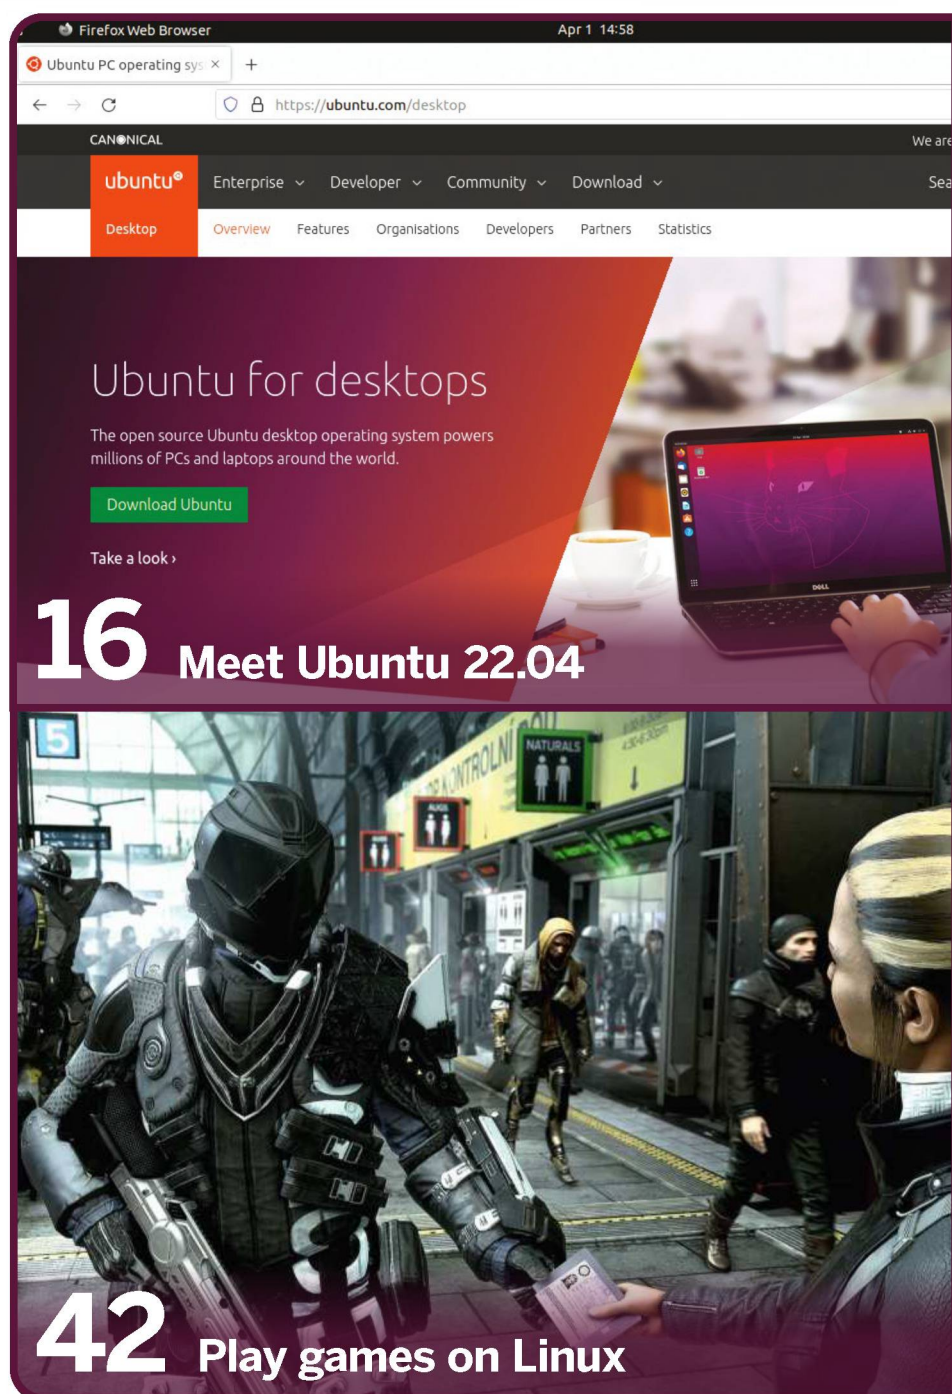 Firefox Web Browser
Apr 1 14:58
Ubuntu PC operating sys
https://ubuntu.com/desktop
CANONICAL
We are
ubuntu
Enterprise Developer Community Download
Sea
Desktop Overview Features Organisations Developers Partners Statistics
Ubuntu for desktops
The open source Ubuntu desktop operating system powers
millions of PCs and laptops around the world.
Download Ubuntu
Take a look ›
DELL
16 Meet Ubuntu 22.04
5
KONTROLNÍ
NATURALS
AUGS
42 Play games on Linux